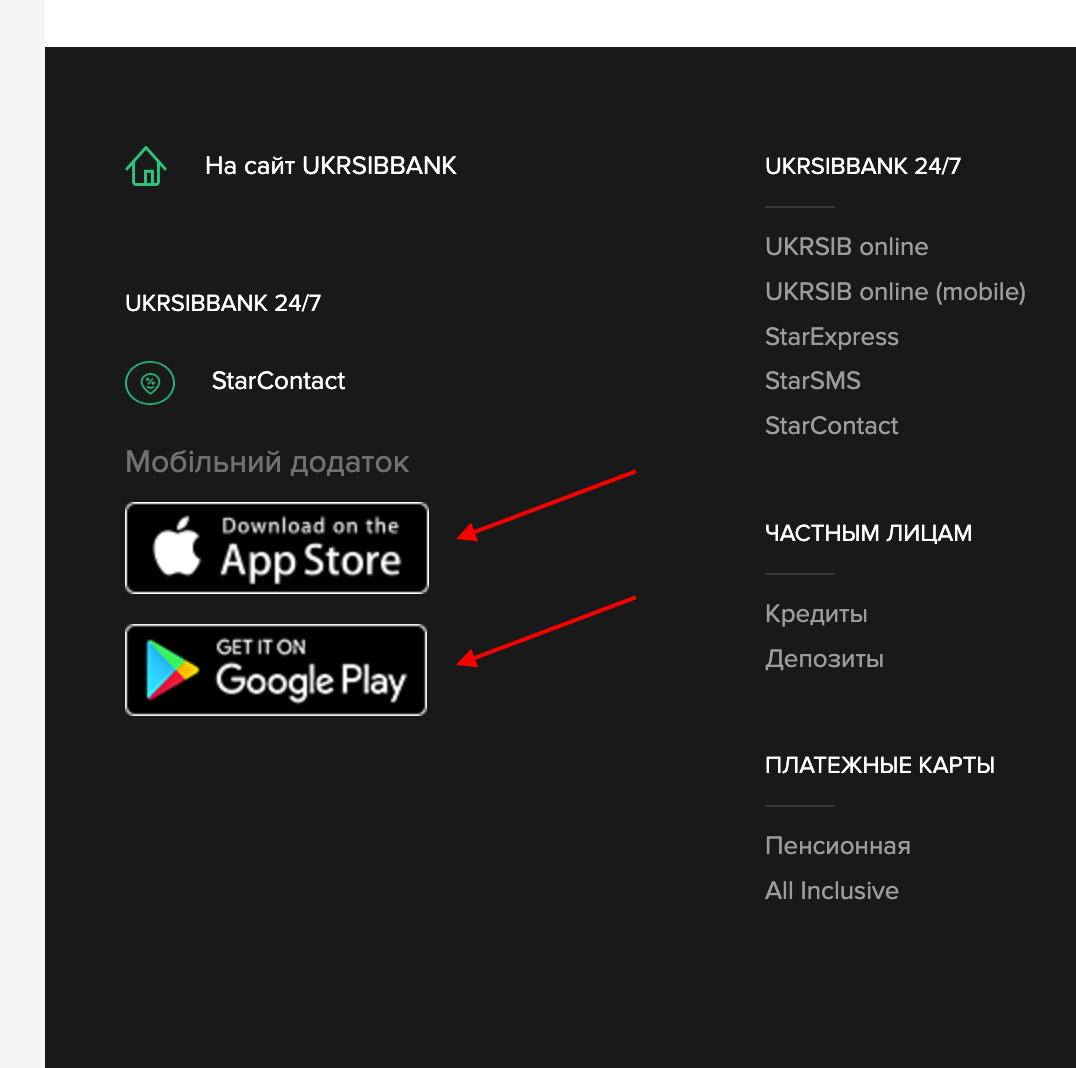 На сайт UKRSIBBANK
UKRSIBBANK 24/7
StarContact
Мобільний додаток
Download on the
App Store
GET IT ON
Google Play
UKRSIBBANK 24/7
UKRSIB online
UKRSIB online (mobile)
StarExpress
StarSMS
StarContact
ЧАСТНЫМ ЛИЦАМ
Кредиты
Депозиты
ПЛАТЕЖНЫЕ КАРТЫ
Пенсионная
All Inclusive